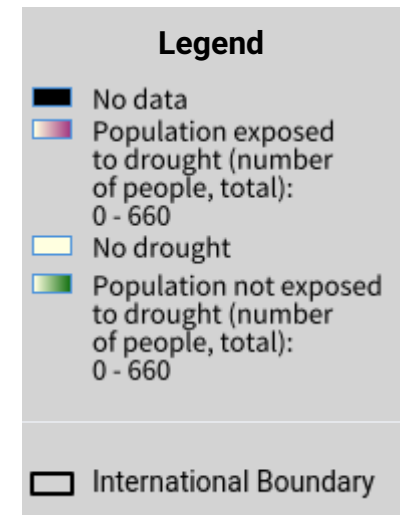 Legend
No data
Population exposed
to drought (number
of people, total):
0 - 660
No drought
Population not exposed
to drought (number
of people, total):
0 - 660
International Boundary